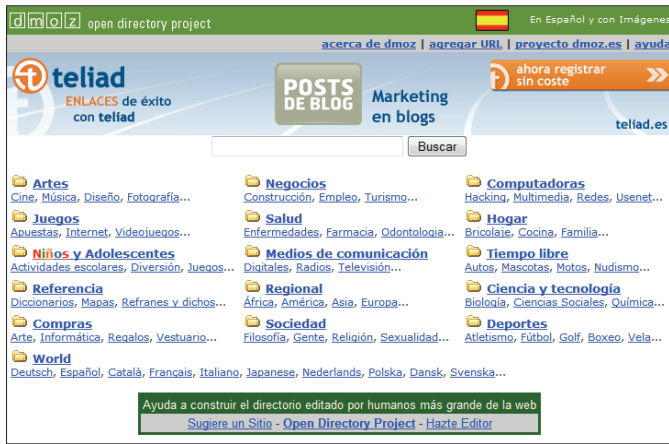 dmoz open directory project
En Español y con Imágenes
acerca de dmoz | agregar URL | proyecto dmoz.es | ayuda
teliad
ENLACES de éxito
con teliad
POSTS
DE BLOG
Marketing
en blogs
ahora registrar
sin coste
teliad.es
Buscar
Artes
Cine, Música, Diseño, Fotografía...
Negocios
Construcción, Empleo, Turismo...
Computadoras
Hacking, Multimedia, Redes, Usenet...
Juegos
Apuestas, Internet, Videojuegos...
Salud
Enfermedades, Farmacia, Odontologia...
Hogar
Bricolaje, Cocina, Familia...
Niños y Adolescentes
Actividades escolares, Diversión, Juegos...
Medios de comunicación
Digitales, Radios, Televisión...
Tiempo libre
Autos, Mascotas, Motos, Nudismo...
Referencia
Diccionarios, Mapas, Refranes y dichos...
Regional
África, América, Asia, Europa...
Ciencia y tecnología
Biología, Ciencias Sociales, Química...
Compras
Arte, Informática, Regalos, Vestuario...
Sociedad
Filosofía, Gente, Religión, Sexualidad...
Deportes
Atletismo, Fútbol, Golf, Boxeo, Vela...
World
Deutsch, Español, Català, Français, Italiano, Japanese, Nederlands, Polska, Dansk, Svenska...
Ayuda a construir el directorio editado por humanos más grande de la web
Sugiere un Sitio - Open Directory Project - Hazte Editor